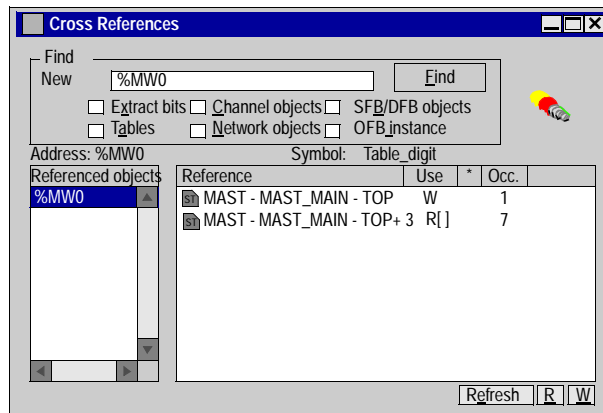 Cross References
Find
New %MW0 Find
Extract bits Channel objects SFB/DFB objects
Tables Network objects OFB instance
Address: %MW0 Symbol: Table_digit
Referenced objects Reference Use * Occ.
%MW0 ST MAST - MAST_MAIN - TOP W 1
ST MAST - MAST_MAIN - TOP+ 3 R[ ] 7
Refresh R W